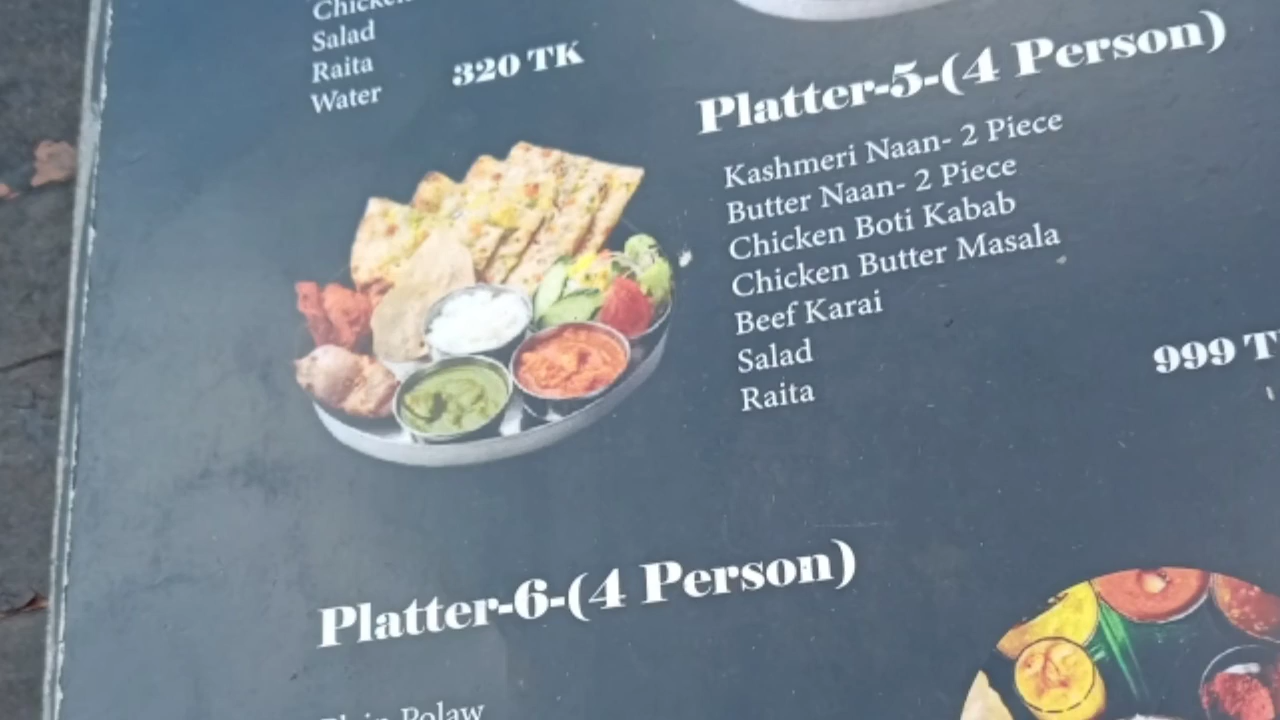 Chicken
Salad
Raita
Water
320 TK
Platter-5-(4 Person)
Kashmeri Naan- 2 Piece
Butter Naan- 2 Piece
Chicken Boti Kabab
Chicken Butter Masala
Beef Karai
Salad
Raita
999 T
Platter-6-(4 Person)
Plain Polaw